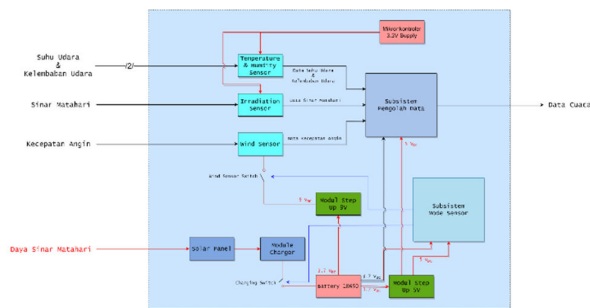 Mikrokontroler
3.3V Supply
Suhu Udara
&
Kelembaban Udara
/2/
Temperature
& Humidity
Sensor
Data Suhu Udara
&
Kelembaban Udara
Sinar Matahari
Irradiation
Sensor
Data Sinar Matahari
Subsistem
Pengolah Data
Data Cuaca
Kecepatan Angin
Wind Sensor
Data Kecepatan Angin
Wind Sensor Switch
Modul Step
Up 9V
Subsistem
Mode Sensor
Daya Sinar Matahari
Solar Panel
Module
Charger
Charging Switch
Battery 18650
Modul Step
Up 5V